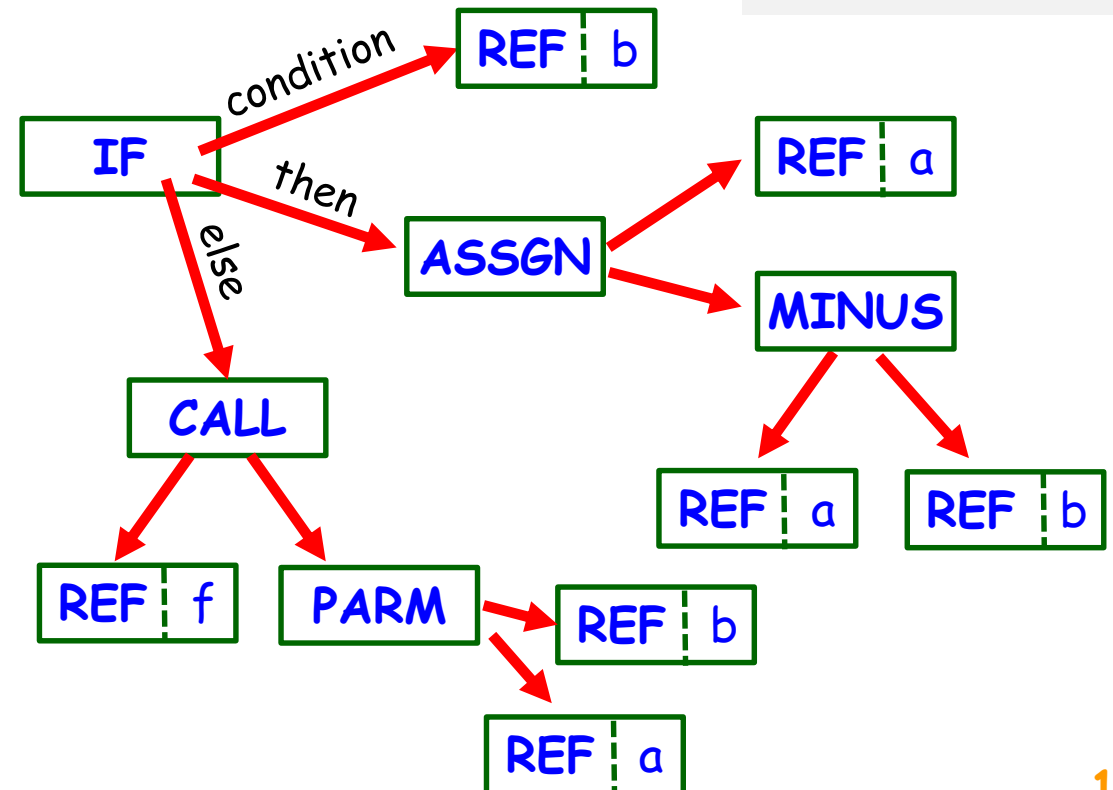 condition
REF b
IF
then
REF a
else
ASSGN
MINUS
CALL
REF a
REF b
REF f
PARM
REF b
REF a